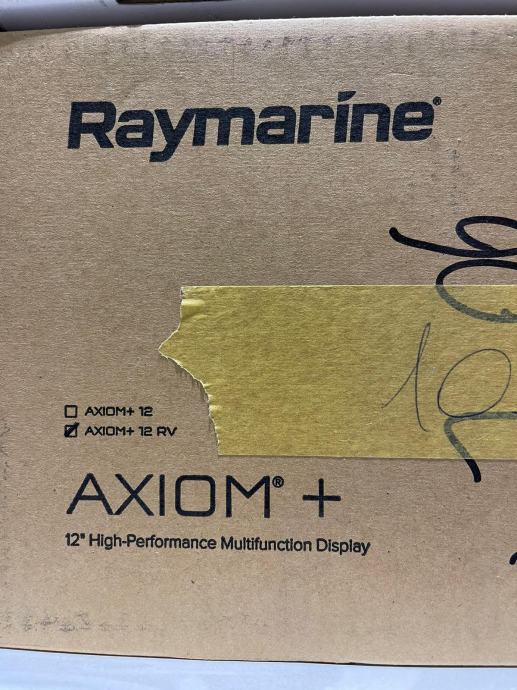 Raymarine®
AXIOM+ 12
AXIOM+ 12 RV
AXIOM® +
12" High-Performance Multifunction Display